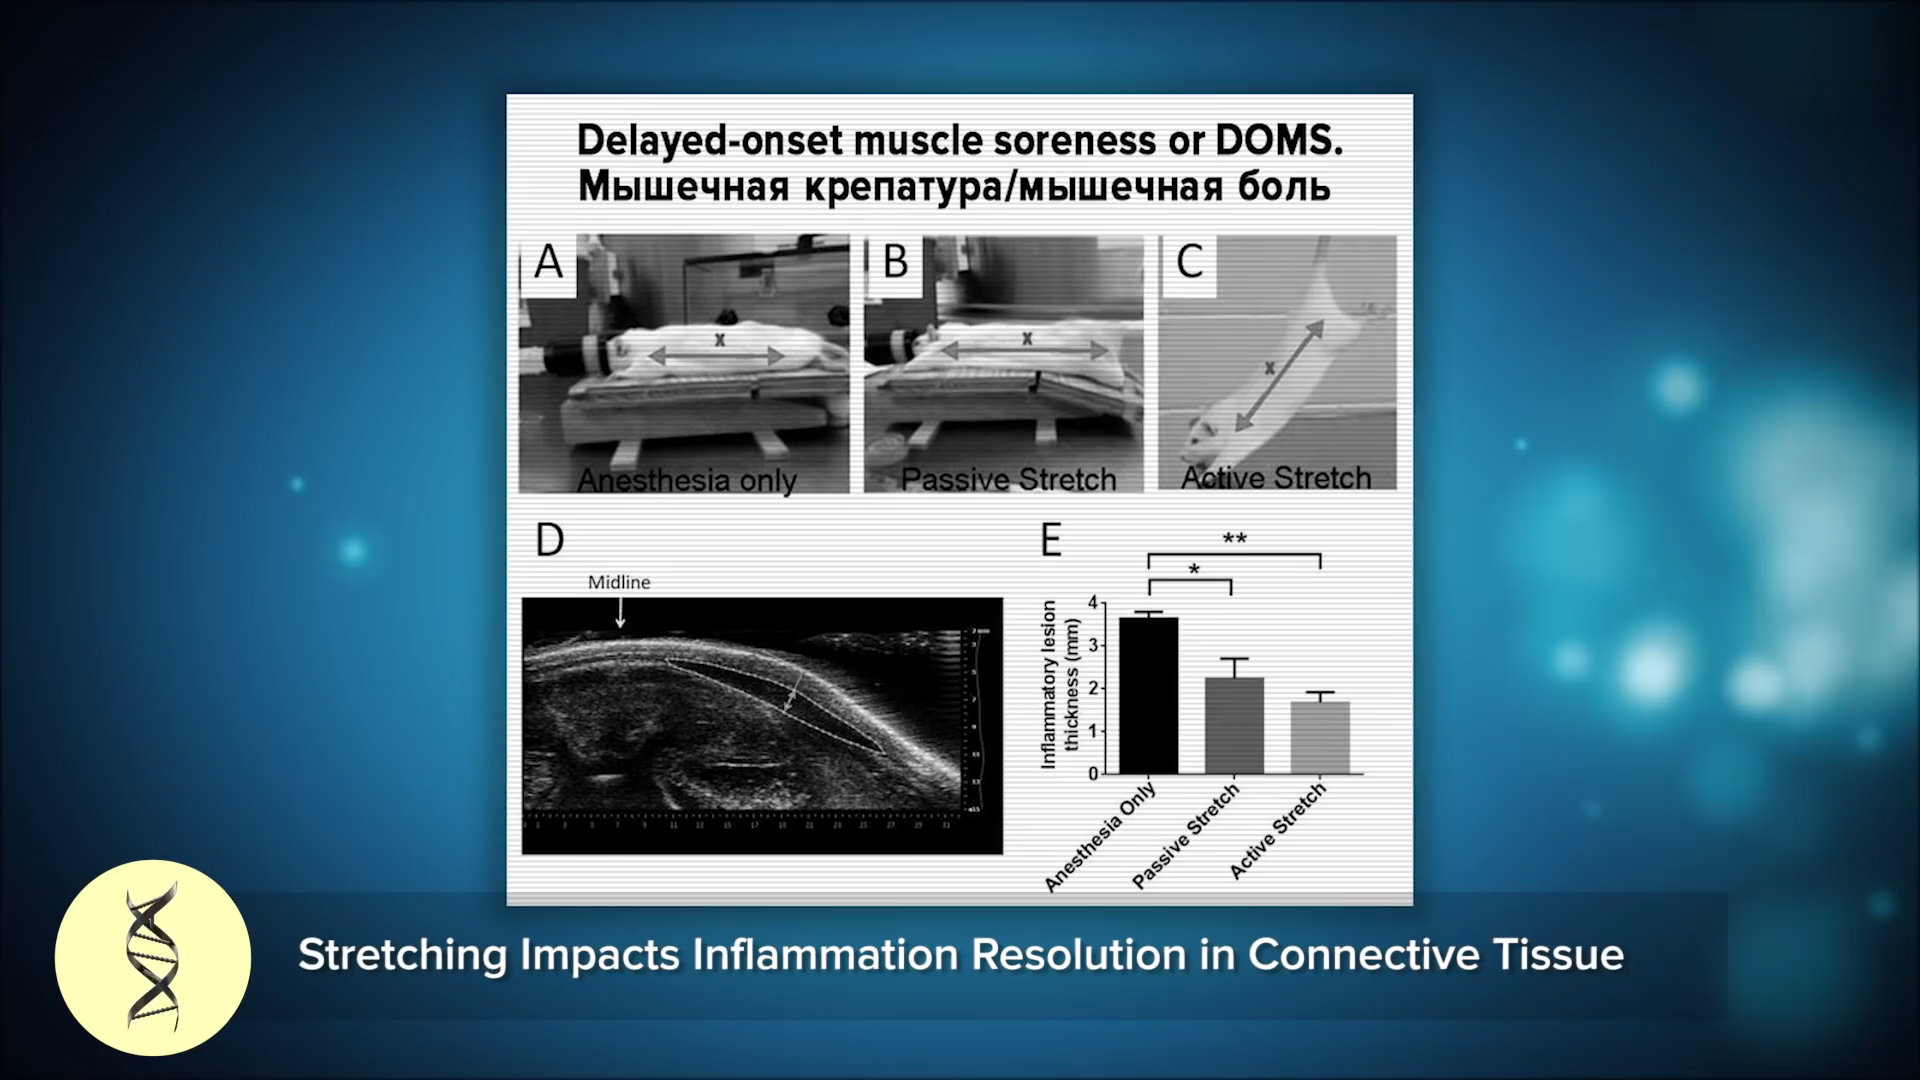 Delayed-onset muscle soreness or DOMS.
Мышечная крепатура/мышечная боль
A
x
Anesthesia only
B
x
Passive Stretch
C
x
Active Stretch
D
Midline
E
**
*
Inflammatory lesion
thickness (mm)
4
3
2
1
0
Anesthesia Only
Passive Stretch
Active Stretch
Stretching Impacts Inflammation Resolution in Connective Tissue